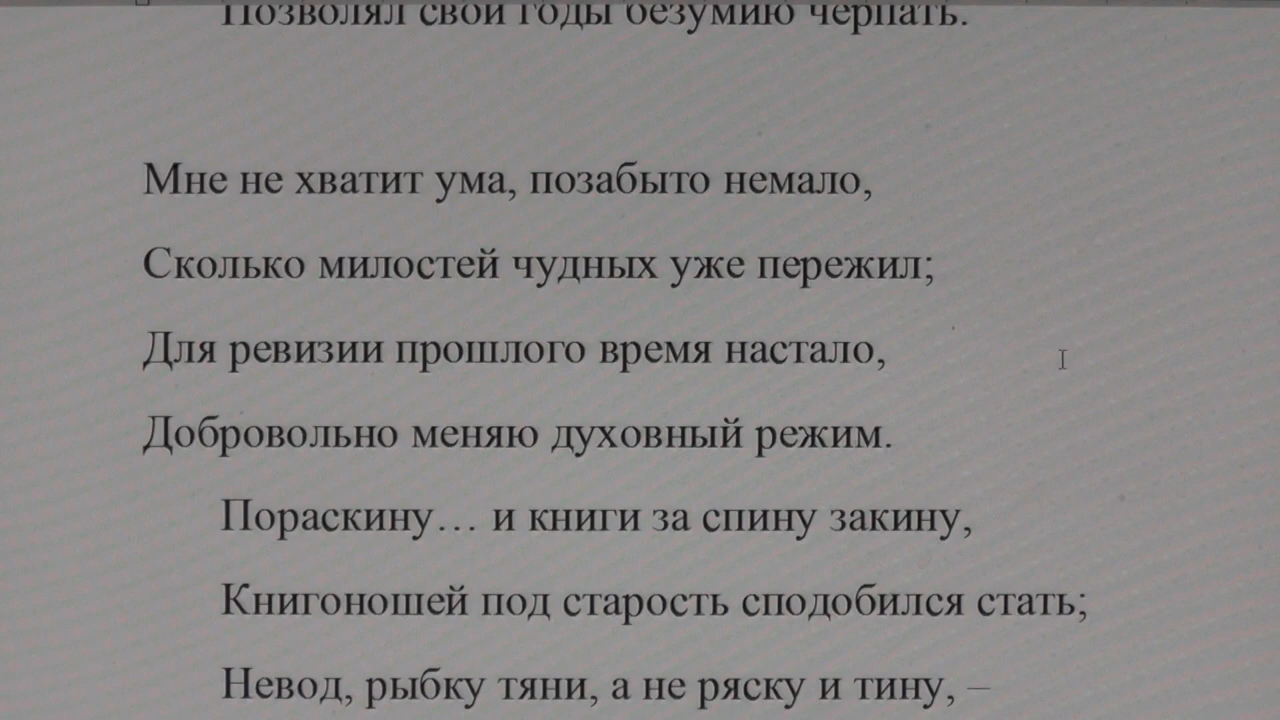 Позволял свои годы безумию черпать.
Мне не хватит ума, позабыто немало,
Сколько милостей чудных уже пережил;
Для ревизии прошлого время настало,
Добровольно меняю духовный режим.
Пораскину… и книги за спину закину,
Книгоношей под старость сподобился стать;
Невод, рыбку тяни, а не ряску и тину, –